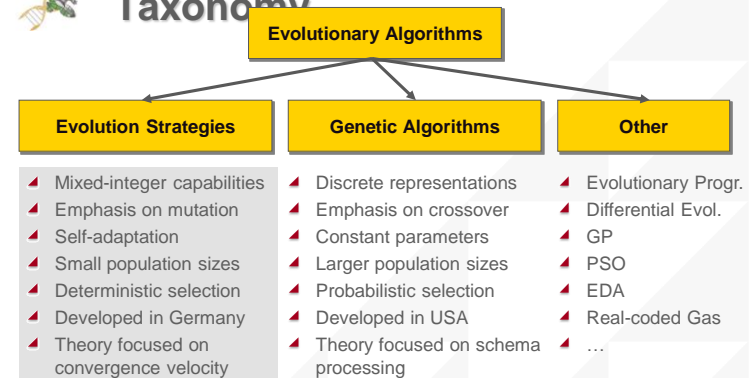 Taxonomy
Evolutionary Algorithms
Evolution Strategies
Mixed-integer capabilities
Emphasis on mutation
Self-adaptation
Small population sizes
Deterministic selection
Developed in Germany
Theory focused on
convergence velocity
Genetic Algorithms
Discrete representations
Emphasis on crossover
Constant parameters
Larger population sizes
Probabilistic selection
Developed in USA
Theory focused on schema
processing
Other
Evolutionary Progr.
Differential Evol.
GP
PSO
EDA
Real-coded Gas
…